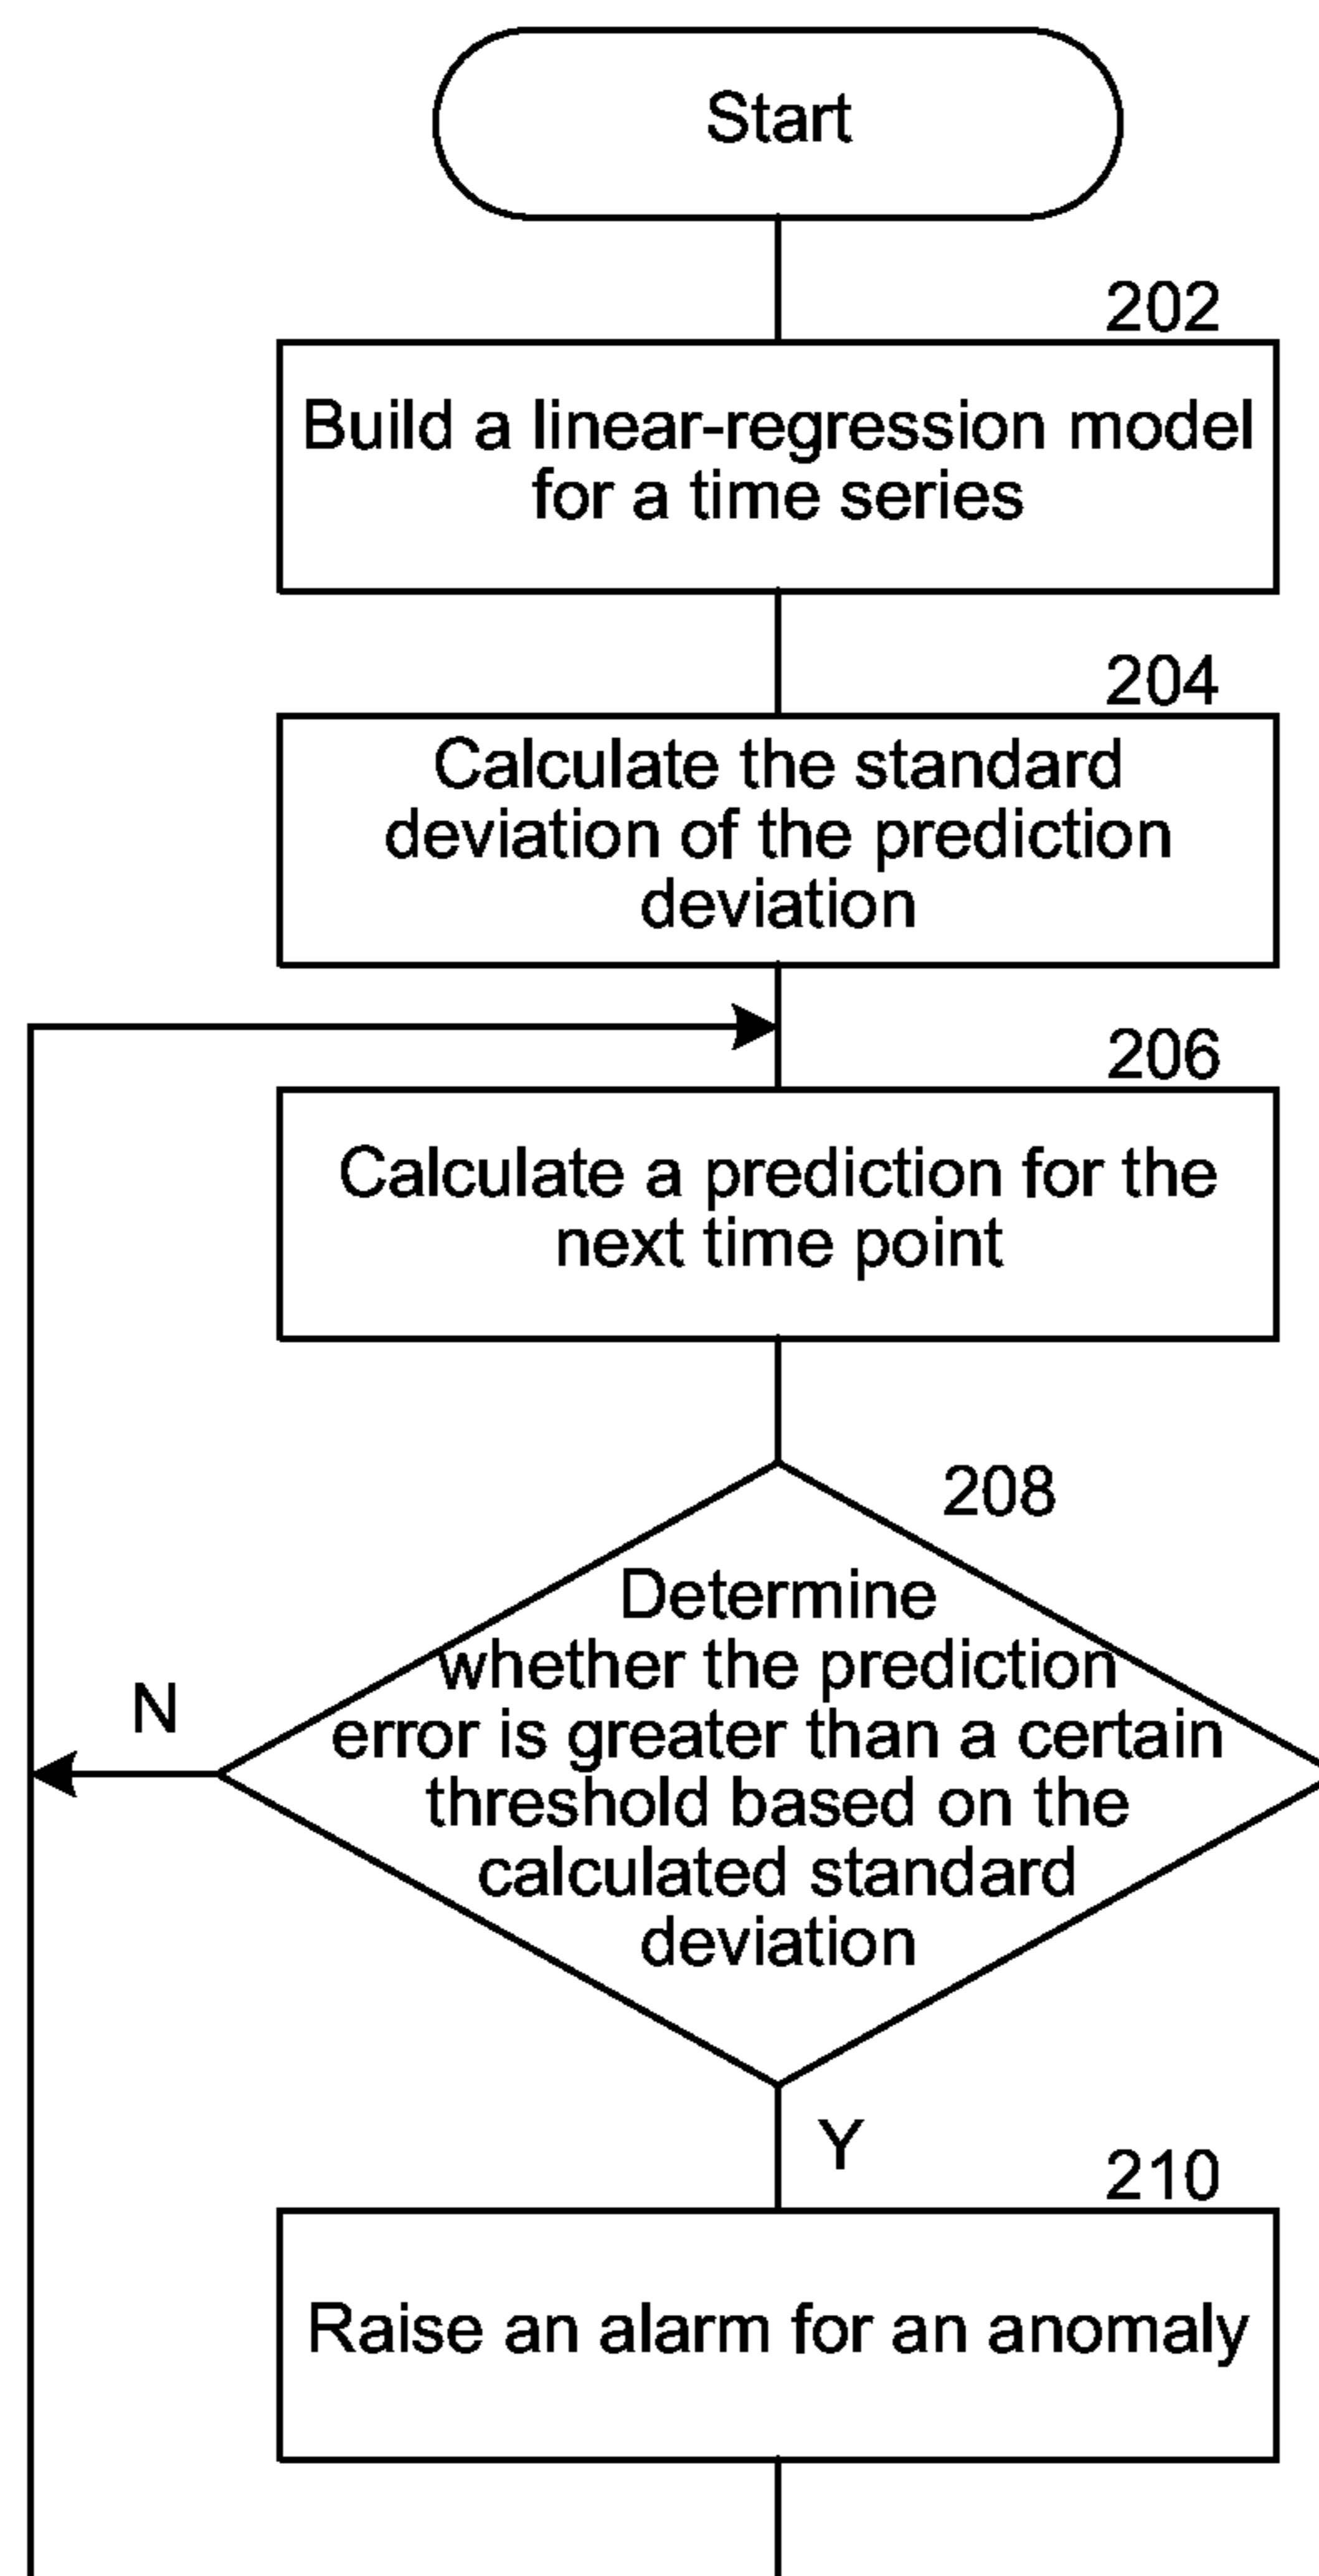 Start
202
Build a linear-regression model
for a time series
204
Calculate the standard
deviation of the prediction
deviation
206
Calculate a prediction for the
next time point
208
Determine
whether the prediction
error is greater than a certain
threshold based on the
calculated standard
deviation
N
Y
210
Raise an alarm for an anomaly